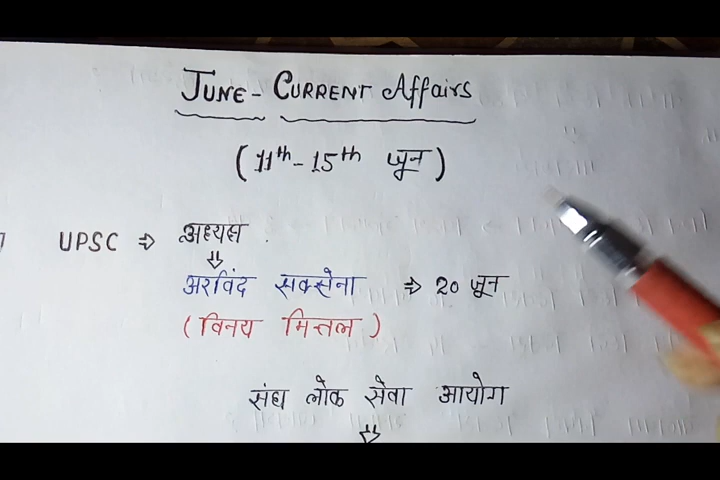 JUNE - CURRENT Affairs
(11th - 15th जून)
UPSC ⇒ अध्यक्ष
⇓
अरविंद सक्सेना ⇒ 20 जून
(विनय मित्तल)
संघ लोक सेवा आयोग
⇓